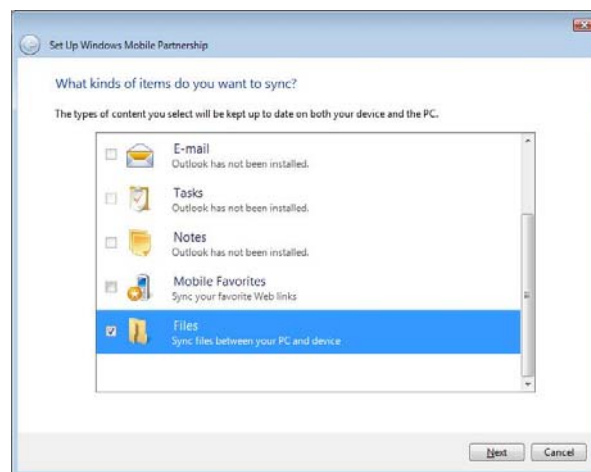 Set Up Windows Mobile Partnership
What kinds of items do you want to sync?
The types of content you select will be kept up to date on both your device and the PC.
E-mail
Outlook has not been installed.
Tasks
Outlook has not been installed.
Notes
Outlook has not been installed.
Mobile Favorites
Sync your favorite Web links
Files
Sync files between your PC and device
Next Cancel